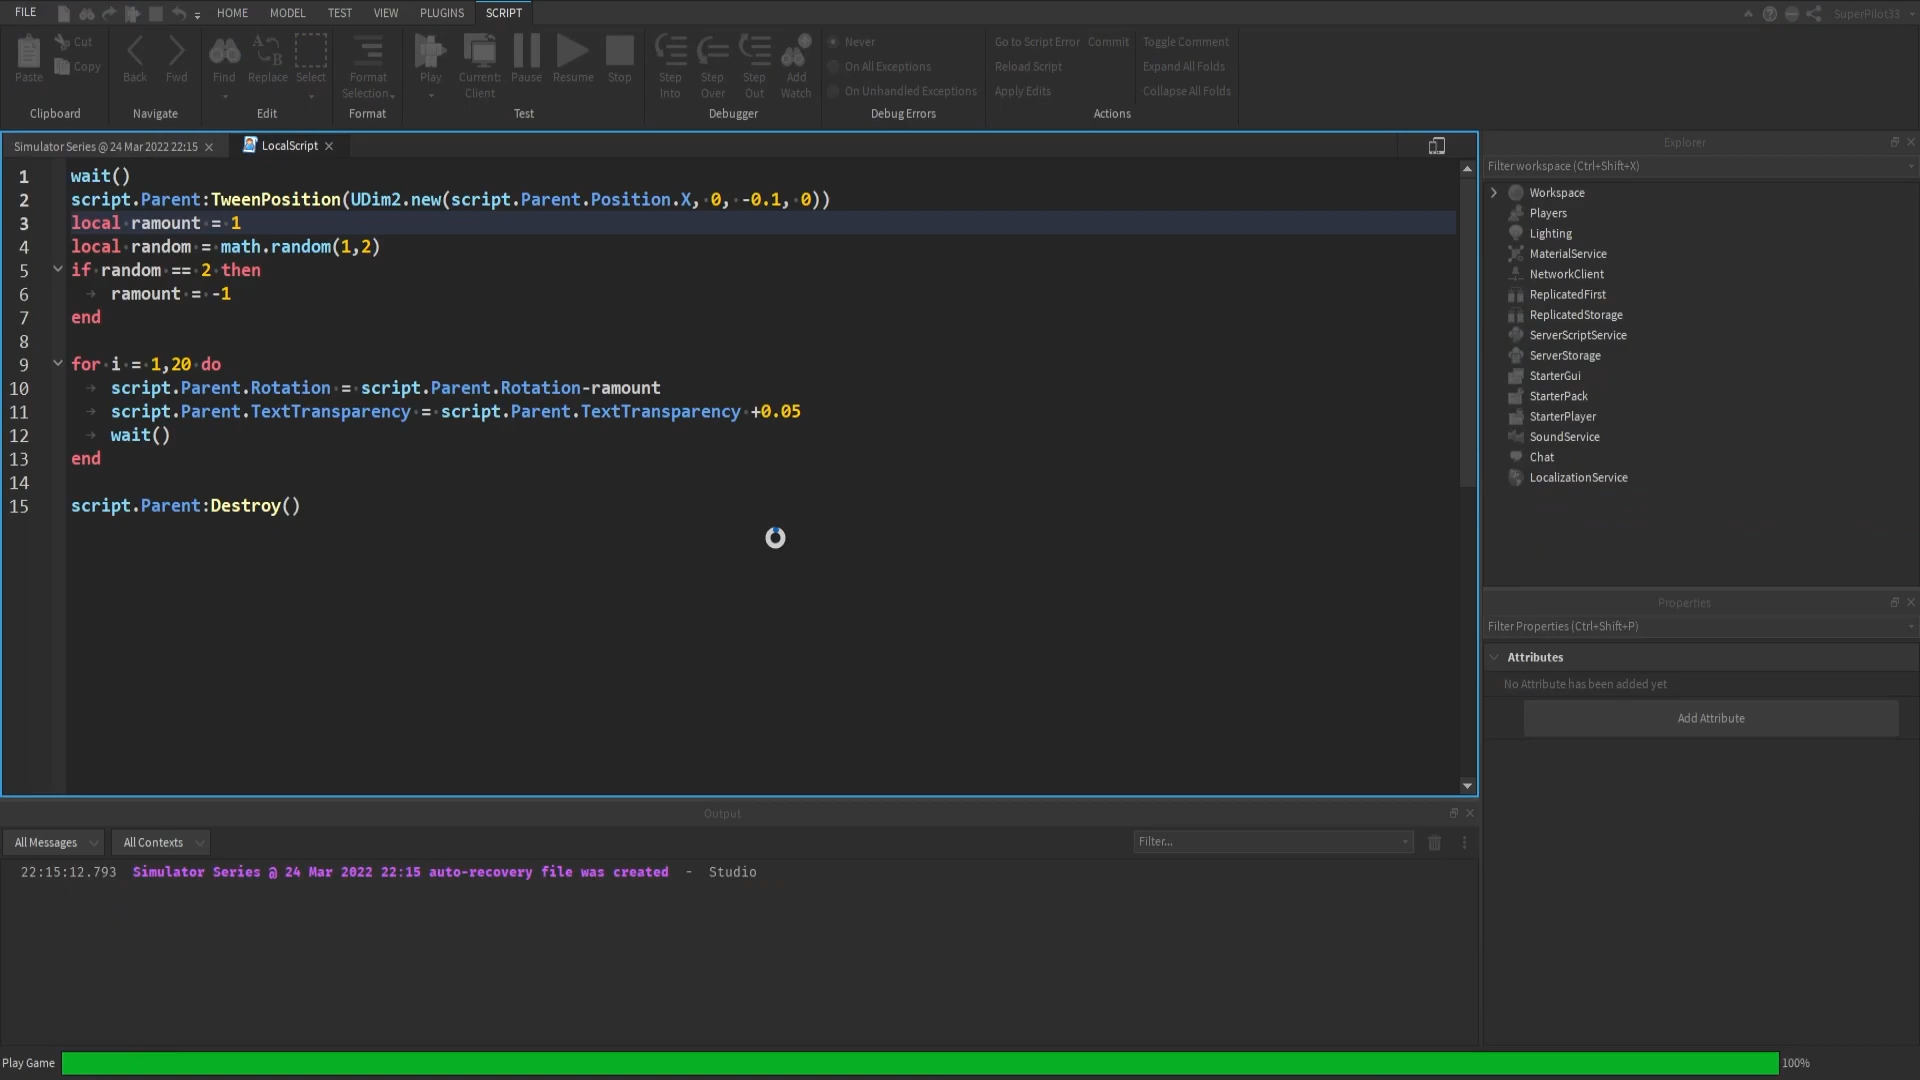 FILE HOME MODEL TEST VIEW PLUGINS SCRIPT SuperPilot33
Paste Cut Copy Clipboard
Back Fwd Navigate
Find Replace Select Edit
Format Selection Format
Play Current: Client Pause Resume Stop Test
Step Into Step Over Step Out Add Watch Debugger
Never
On All Exceptions
On Unhandled Exceptions
Debug Errors
Go to Script Error Commit Toggle Comment
Reload Script Expand All Folds
Apply Edits Collapse All Folds
Actions
Simulator Series @ 24 Mar 2022 22:15 LocalScript
1 wait()
2 script.Parent:TweenPosition(UDim2.new(script.Parent.Position.X, 0, -0.1, 0))
3 local ramount = 1
4 local random = math.random(1,2)
5 if random == 2 then
6 ramount = -1
7 end
8
9 for i = 1,20 do
10 script.Parent.Rotation = script.Parent.Rotation-ramount
11 script.Parent.TextTransparency = script.Parent.TextTransparency +0.05
12 wait()
13 end
14
15 script.Parent:Destroy()
Explorer
Filter workspace (Ctrl+Shift+X)
Workspace
Players
Lighting
MaterialService
NetworkClient
ReplicatedFirst
ReplicatedStorage
ServerScriptService
ServerStorage
StarterGui
StarterPack
StarterPlayer
SoundService
Chat
LocalizationService
Properties
Filter Properties (Ctrl+Shift+P)
Attributes
No Attribute has been added yet
Add Attribute
Output
All Messages All Contexts Filter...
22:15:12.793 Simulator Series @ 24 Mar 2022 22:15 auto-recovery file was created - Studio
Play Game 100%